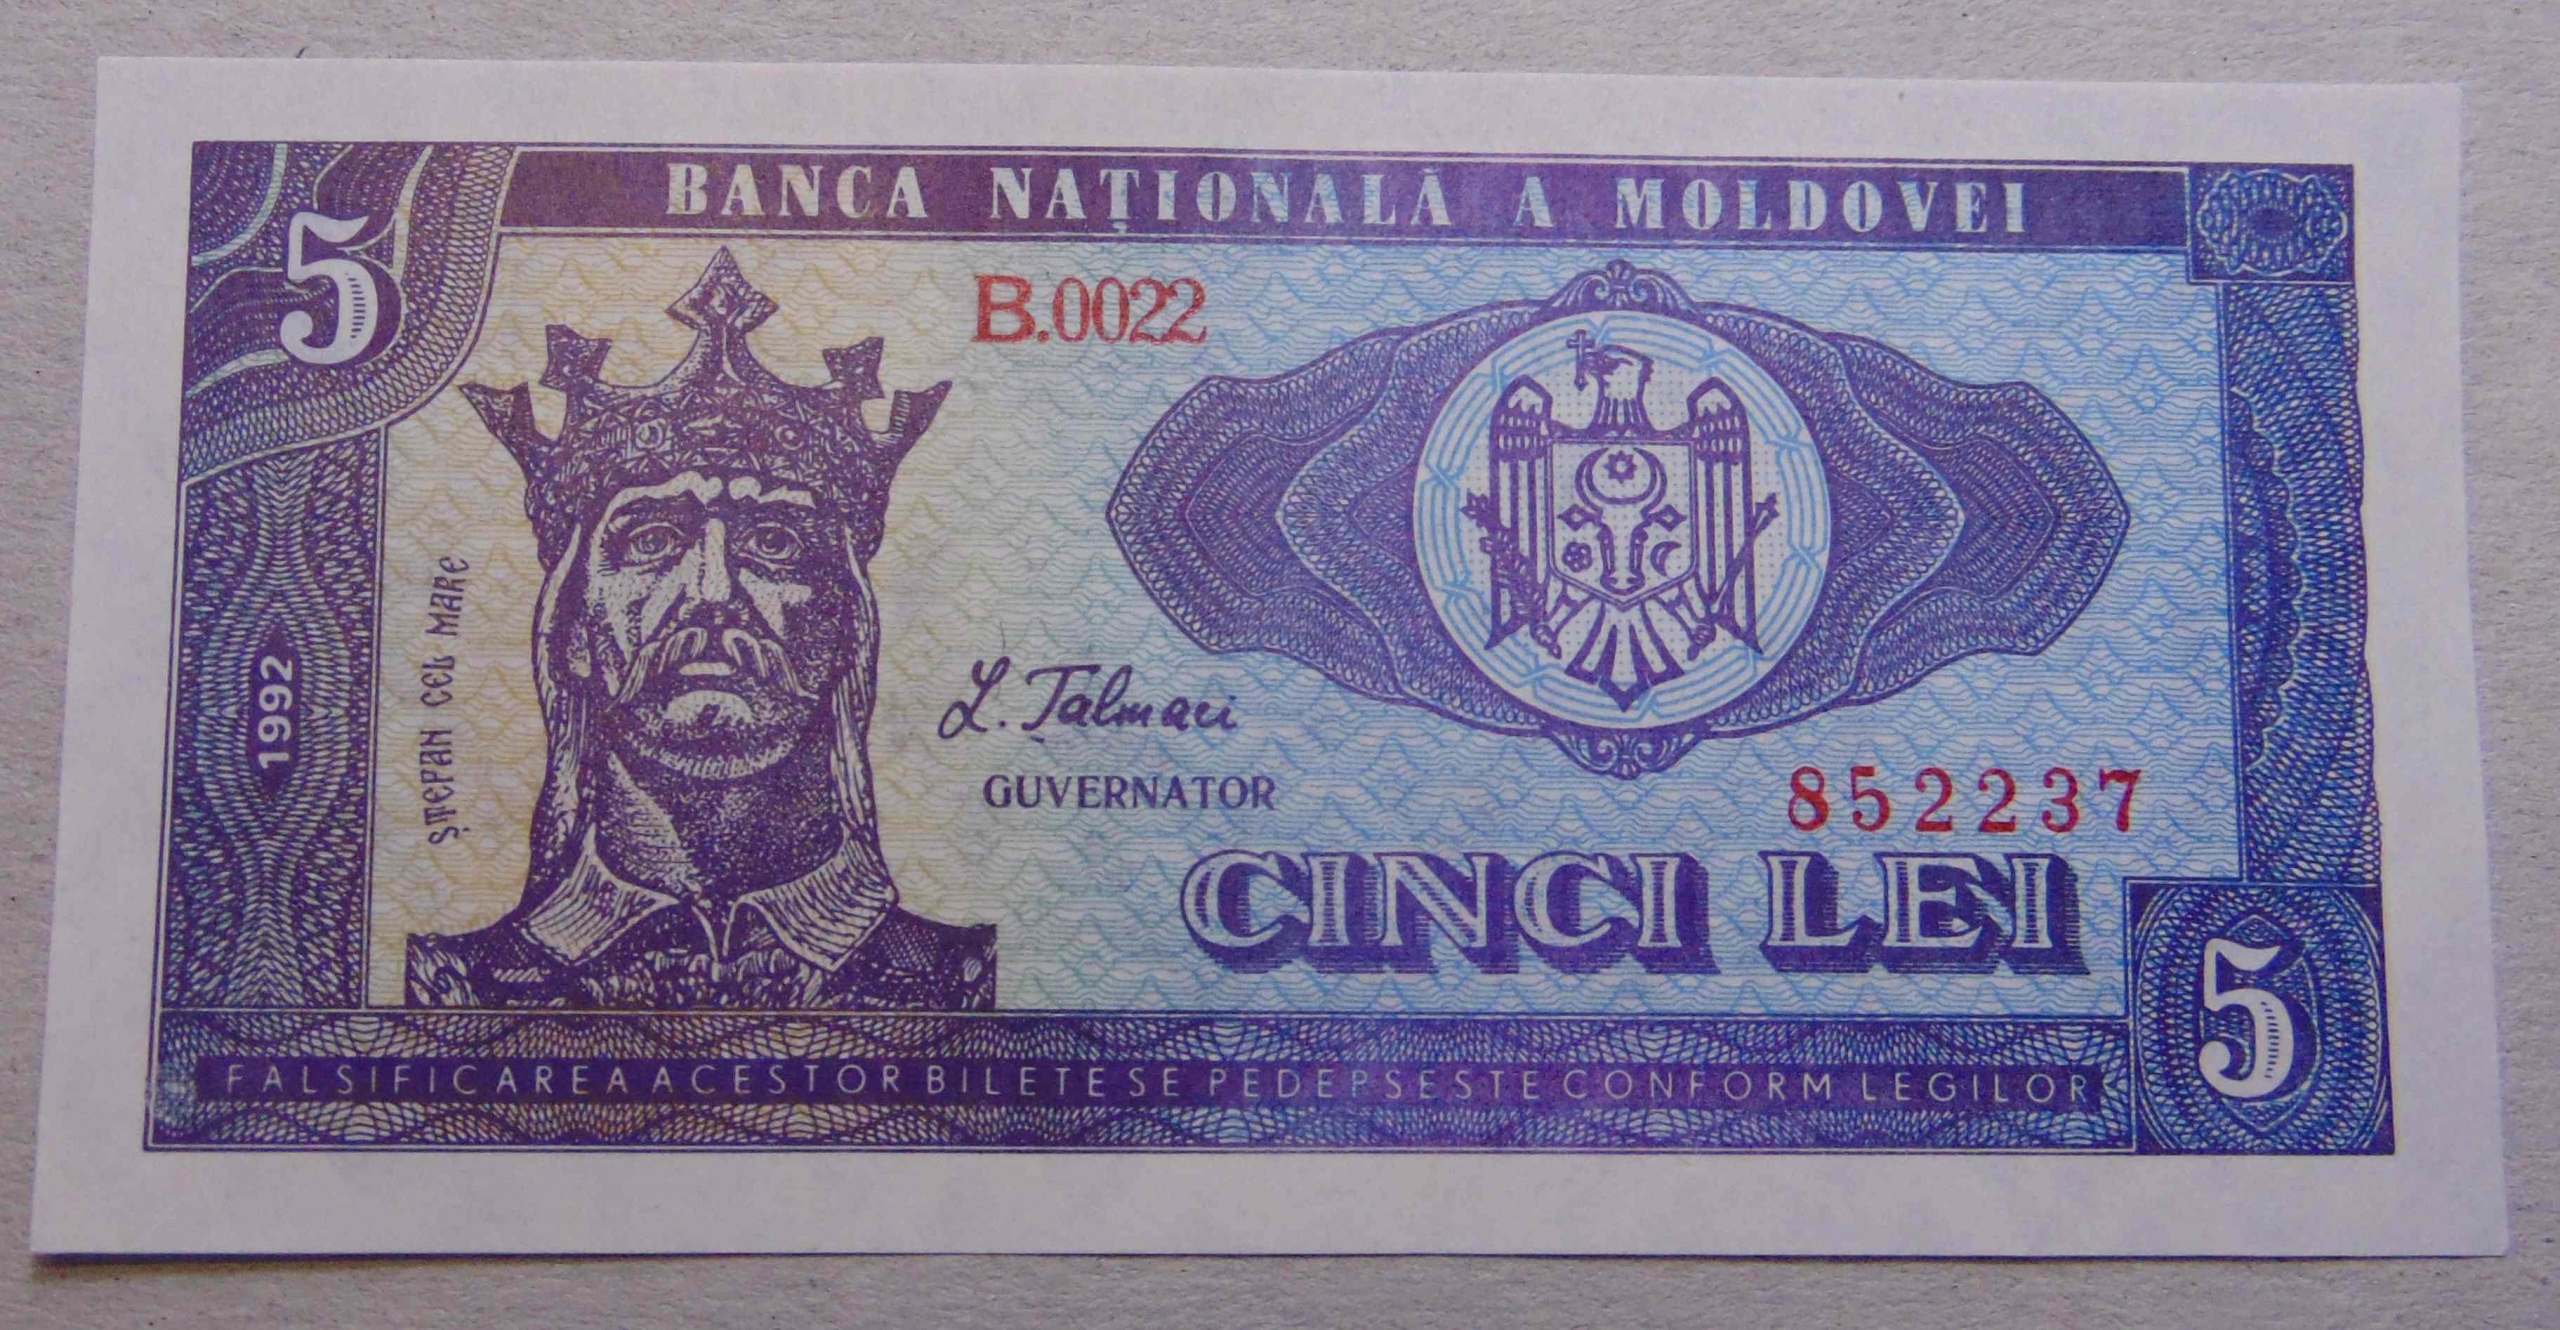 BANCA NAȚIONALĂ A MOLDOVEI
5
B.0022
ȘTEFAN CEL MARE
1992
L. Talmaci
GUVERNATOR
852237
CINCI LEI
5
FALSIFICAREA ACESTOR BILETE SE PEDEPSESTE CONFORM LEGILOR